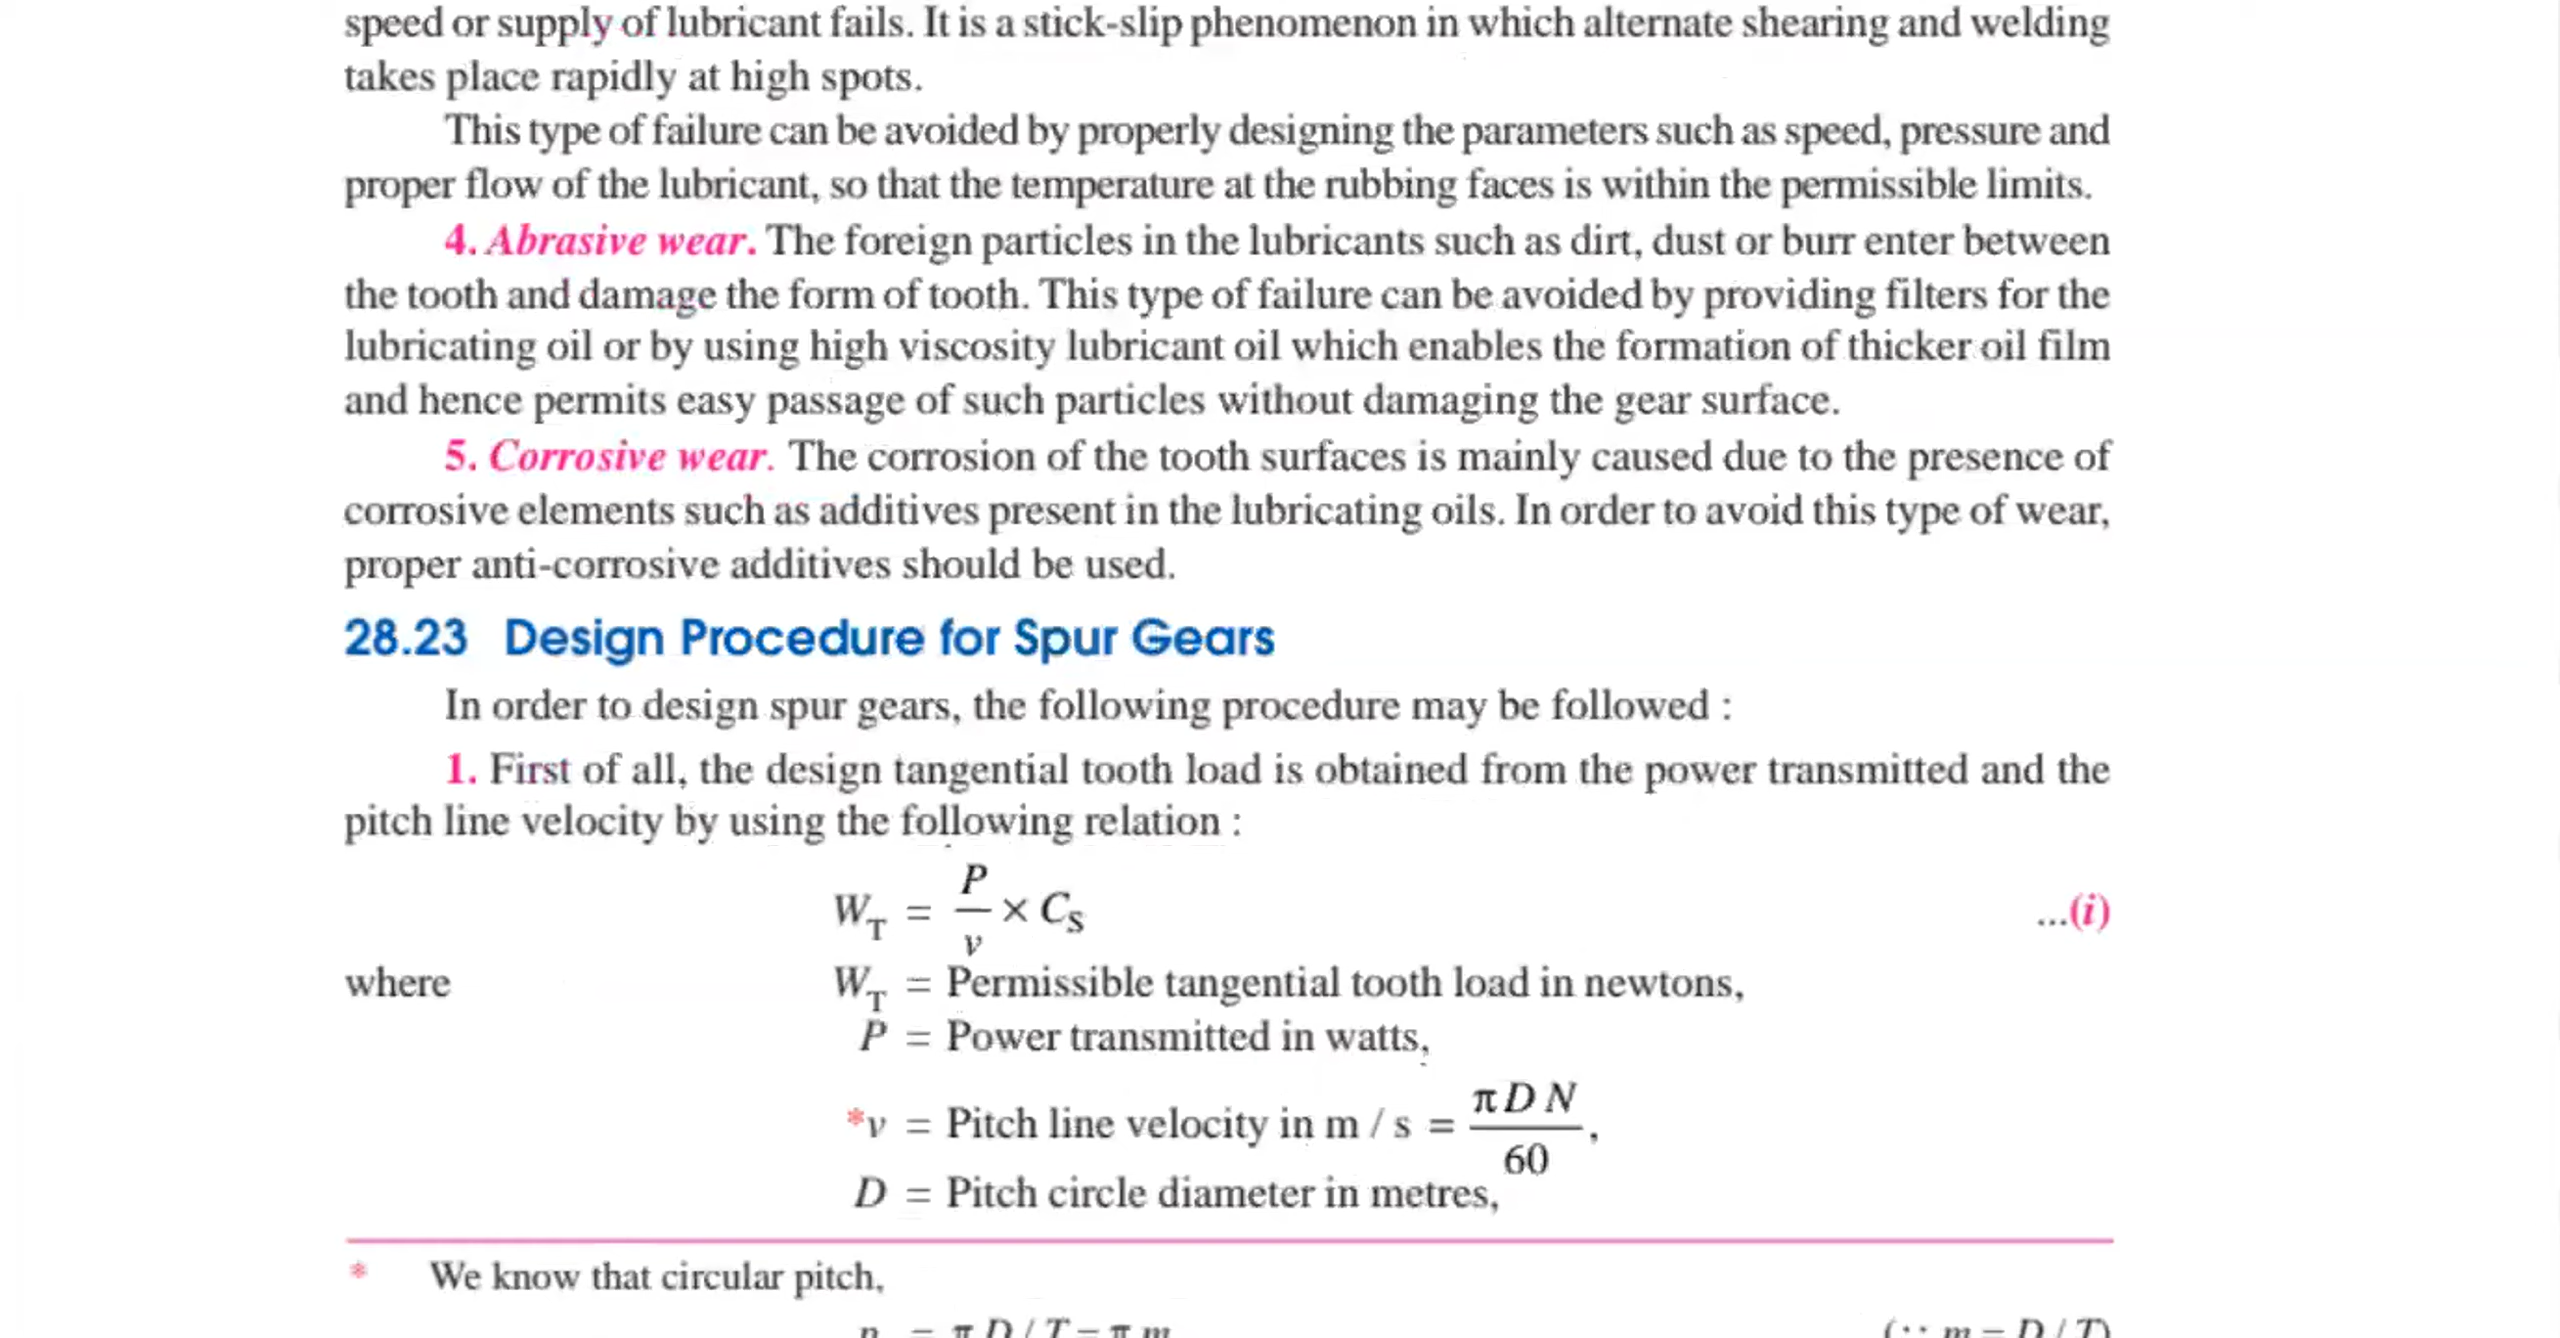 speed or supply of lubricant fails. It is a stick-slip phenomenon in which alternate shearing and welding
takes place rapidly at high spots.
This type of failure can be avoided by properly designing the parameters such as speed, pressure and
proper flow of the lubricant, so that the temperature at the rubbing faces is within the permissible limits.
4. Abrasive wear. The foreign particles in the lubricants such as dirt, dust or burr enter between
the tooth and damage the form of tooth. This type of failure can be avoided by providing filters for the
lubricating oil or by using high viscosity lubricant oil which enables the formation of thicker oil film
and hence permits easy passage of such particles without damaging the gear surface.
5. Corrosive wear. The corrosion of the tooth surfaces is mainly caused due to the presence of
corrosive elements such as additives present in the lubricating oils. In order to avoid this type of wear,
proper anti-corrosive additives should be used.
28.23 Design Procedure for Spur Gears
In order to design spur gears, the following procedure may be followed :
1. First of all, the design tangential tooth load is obtained from the power transmitted and the
pitch line velocity by using the following relation :
W_T = P/v × C_S ...(i)
where W_T = Permissible tangential tooth load in newtons,
P = Power transmitted in watts,
*v = Pitch line velocity in m / s = π D N / 60,
D = Pitch circle diameter in metres,
* We know that circular pitch,
p = π D / T = π m (∵ m = D / T)